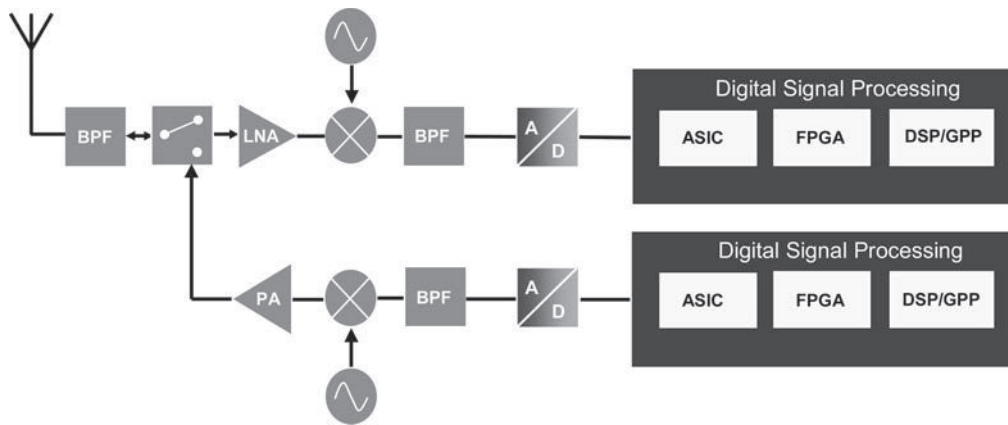 Digital Signal Processing
ASIC FPGA DSP/GPP
BPF LNA BPF A D
Digital Signal Processing
ASIC FPGA DSP/GPP
PA BPF A D